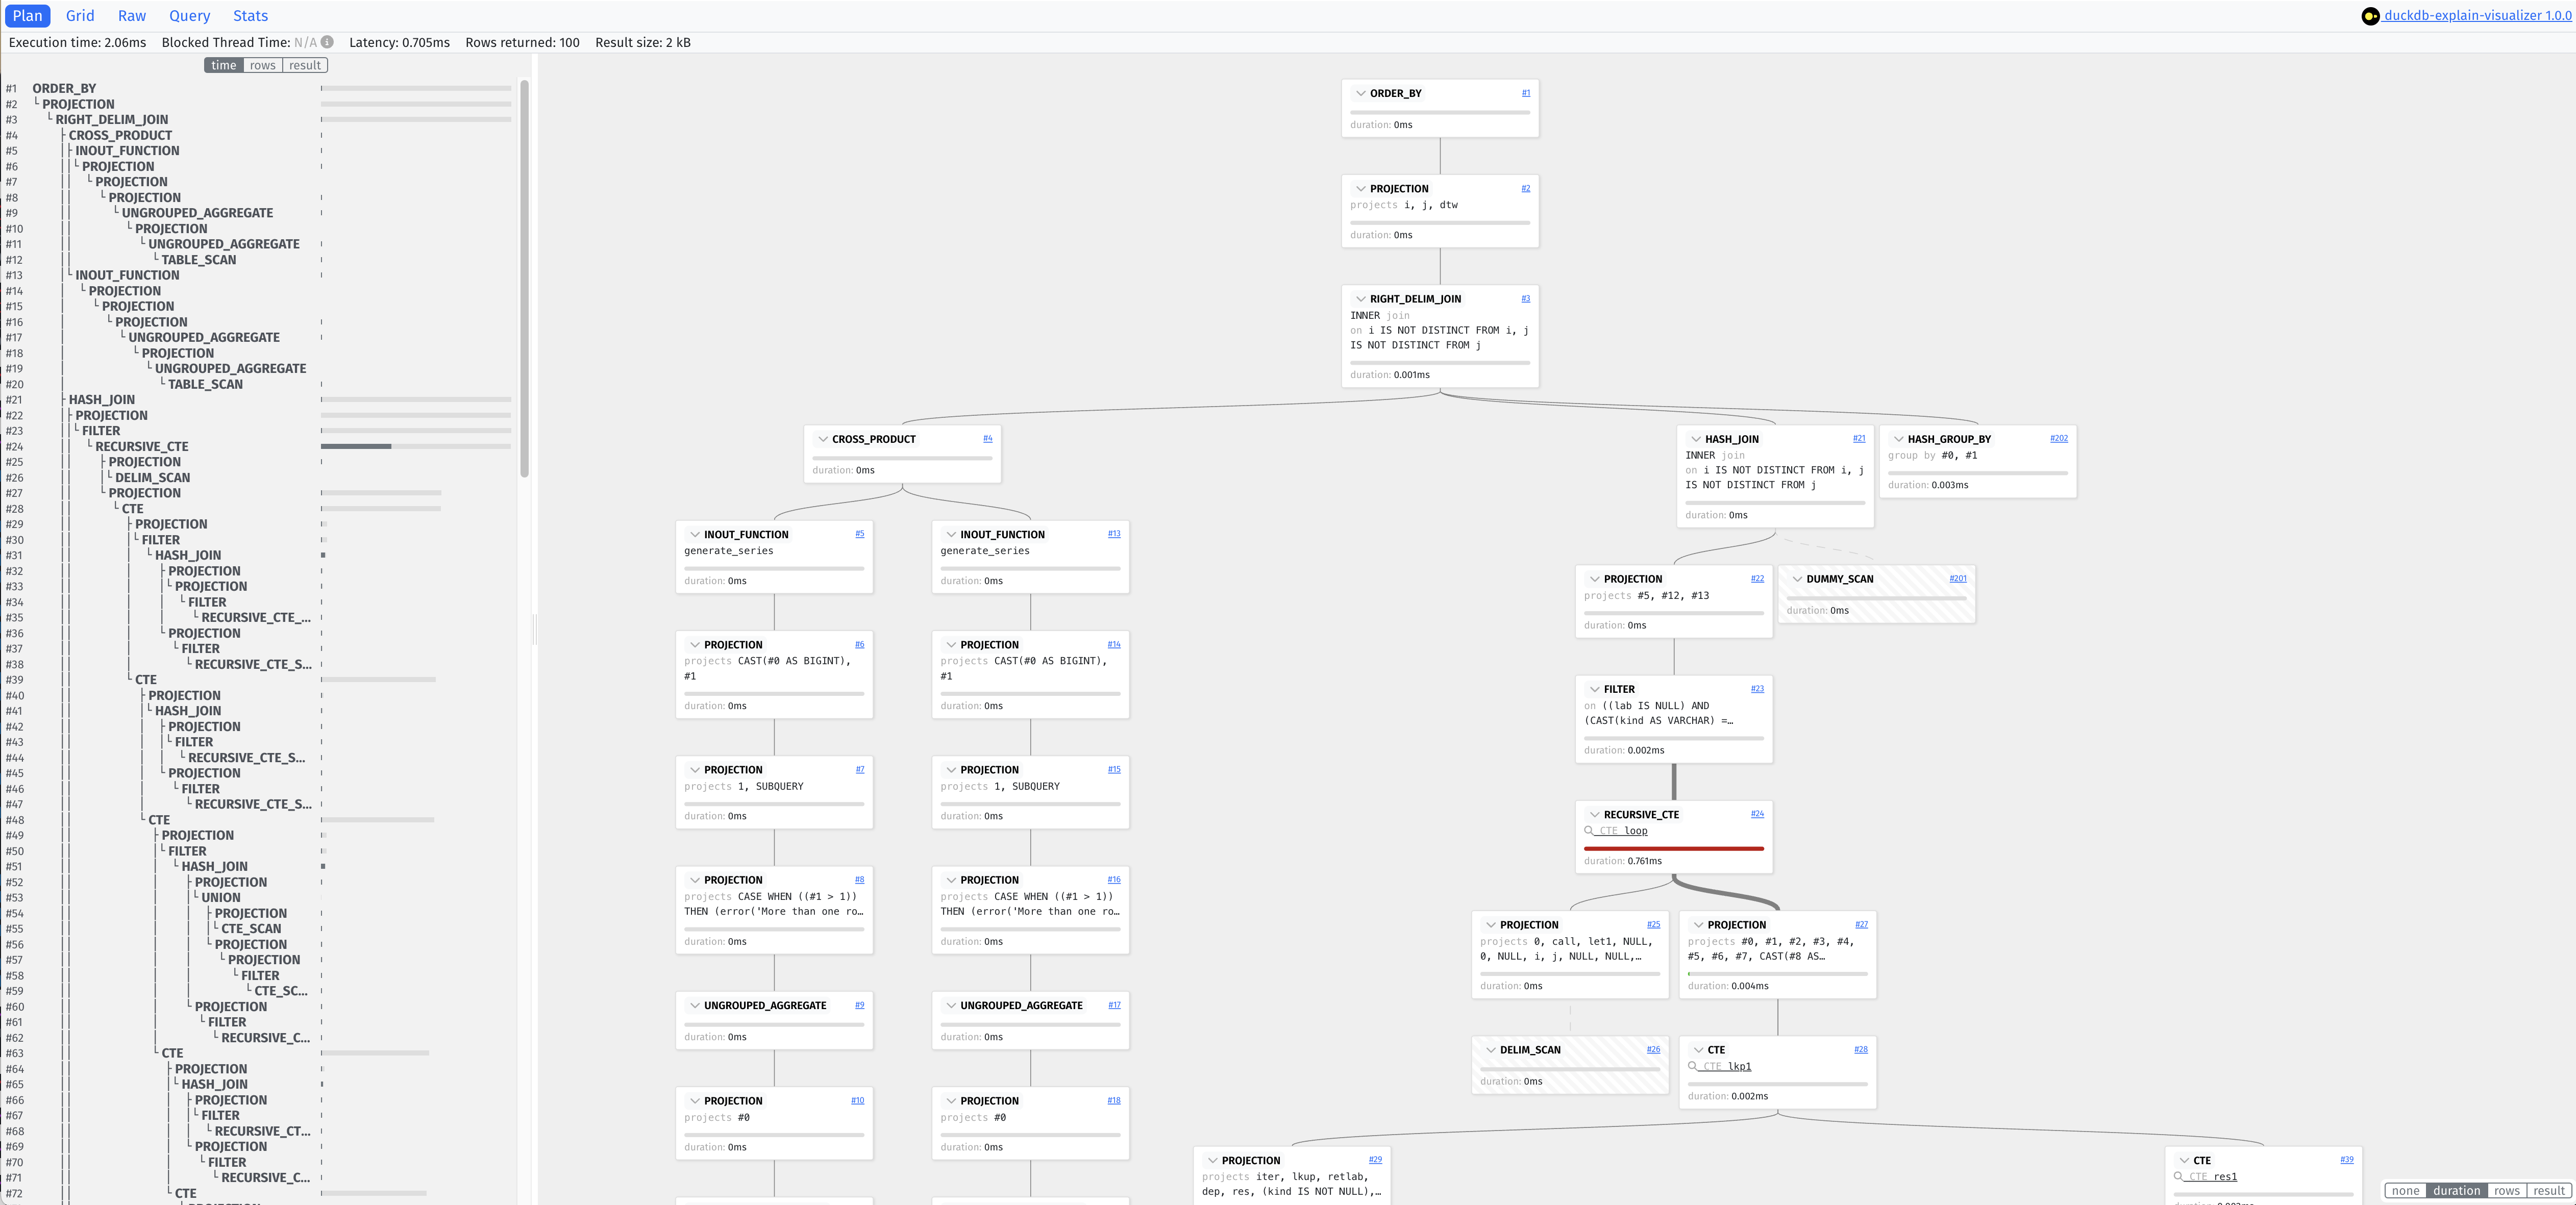 Plan Grid Raw Query Stats
duckdb-explain-visualizer 1.0.0
Execution time: 2.06ms Blocked Thread Time: N/A Latency: 0.705ms Rows returned: 100 Result size: 2 kB
time rows result
#1 ORDER_BY
#2 PROJECTION
#3 RIGHT_DELIM_JOIN
#4 CROSS_PRODUCT
#5 INOUT_FUNCTION
#6 PROJECTION
#7 PROJECTION
#8 PROJECTION
#9 UNGROUPED_AGGREGATE
#10 PROJECTION
#11 UNGROUPED_AGGREGATE
#12 TABLE_SCAN
#13 INOUT_FUNCTION
#14 PROJECTION
#15 PROJECTION
#16 PROJECTION
#17 UNGROUPED_AGGREGATE
#18 PROJECTION
#19 UNGROUPED_AGGREGATE
#20 TABLE_SCAN
#21 HASH_JOIN
#22 PROJECTION
#23 FILTER
#24 RECURSIVE_CTE
#25 PROJECTION
#26 DELIM_SCAN
#27 PROJECTION
#28 CTE
#29 PROJECTION
#30 FILTER
#31 HASH_JOIN
#32 PROJECTION
#33 PROJECTION
#34 FILTER
#35 RECURSIVE_CTE_...
#36 PROJECTION
#37 FILTER
#38 RECURSIVE_CTE_S...
#39 CTE
#40 PROJECTION
#41 HASH_JOIN
#42 PROJECTION
#43 FILTER
#44 RECURSIVE_CTE_S...
#45 PROJECTION
#46 FILTER
#47 RECURSIVE_CTE_S...
#48 CTE
#49 PROJECTION
#50 FILTER
#51 HASH_JOIN
#52 PROJECTION
#53 UNION
#54 PROJECTION
#55 CTE_SCAN
#56 PROJECTION
#57 PROJECTION
#58 FILTER
#59 CTE_SC...
#60 PROJECTION
#61 FILTER
#62 RECURSIVE_C...
#63 CTE
#64 PROJECTION
#65 HASH_JOIN
#66 PROJECTION
#67 FILTER
#68 RECURSIVE_CT...
#69 PROJECTION
#70 FILTER
#71 RECURSIVE_C...
#72 CTE
ORDER_BY #1
duration: 0ms
PROJECTION #2
projects i, j, dtw
duration: 0ms
RIGHT_DELIM_JOIN #3
INNER join
on i IS NOT DISTINCT FROM i, j
IS NOT DISTINCT FROM j
duration: 0.001ms
CROSS_PRODUCT #4
duration: 0ms
HASH_JOIN #21
INNER join
on i IS NOT DISTINCT FROM i, j
IS NOT DISTINCT FROM j
duration: 0ms
HASH_GROUP_BY #202
group by #0, #1
duration: 0.003ms
INOUT_FUNCTION #5
generate_series
duration: 0ms
INOUT_FUNCTION #13
generate_series
duration: 0ms
PROJECTION #22
projects #5, #12, #13
duration: 0ms
DUMMY_SCAN #201
duration: 0ms
PROJECTION #6
projects CAST(#0 AS BIGINT),
#1
duration: 0ms
PROJECTION #14
projects CAST(#0 AS BIGINT),
#1
duration: 0ms
FILTER #23
on ((lab IS NULL) AND
(CAST(kind AS VARCHAR) =…
duration: 0.002ms
PROJECTION #7
projects 1, SUBQUERY
duration: 0ms
PROJECTION #15
projects 1, SUBQUERY
duration: 0ms
RECURSIVE_CTE #24
CTE loop
duration: 0.761ms
PROJECTION #8
projects CASE WHEN ((#1 > 1))
THEN (error('More than one ro…
duration: 0ms
PROJECTION #16
projects CASE WHEN ((#1 > 1))
THEN (error('More than one ro…
duration: 0ms
PROJECTION #25
projects 0, call, let1, NULL,
0, NULL, i, j, NULL, NULL,…
duration: 0ms
PROJECTION #27
projects #0, #1, #2, #3, #4,
#5, #6, #7, CAST(#8 AS…
duration: 0.004ms
UNGROUPED_AGGREGATE #9
duration: 0ms
UNGROUPED_AGGREGATE #17
duration: 0ms
DELIM_SCAN #26
duration: 0ms
CTE #28
CTE lkp1
duration: 0.002ms
PROJECTION #10
projects #0
duration: 0ms
PROJECTION #18
projects #0
duration: 0ms
PROJECTION #29
projects iter, lkup, retlab,
dep, res, (kind IS NOT NULL),…
CTE #39
CTE res1
none duration rows result